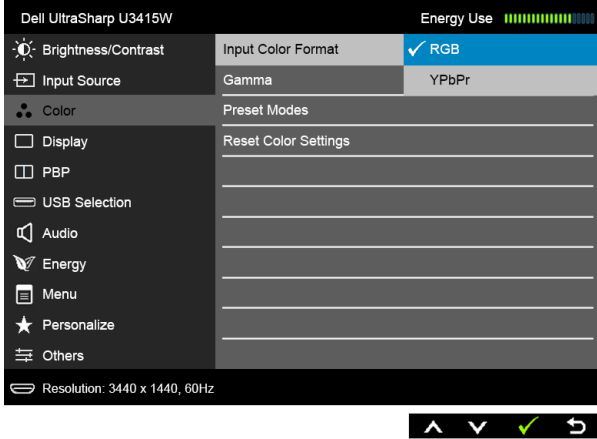 Dell UltraSharp U3415W Energy Use
Brightness/Contrast Input Color Format RGB
Input Source Gamma YPbPr
Color Preset Modes
Display Reset Color Settings
PBP
USB Selection
Audio
Energy
Menu
Personalize
Others
Resolution: 3440 x 1440, 60Hz